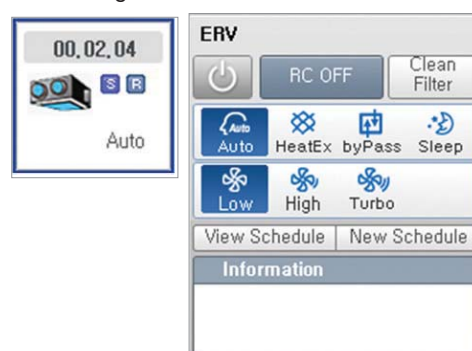 00.02.04
S R
Auto
ERV
RC OFF
Clean
Filter
Auto
Auto HeatEx byPass Sleep
Low High Turbo
View Schedule New Schedule
Information